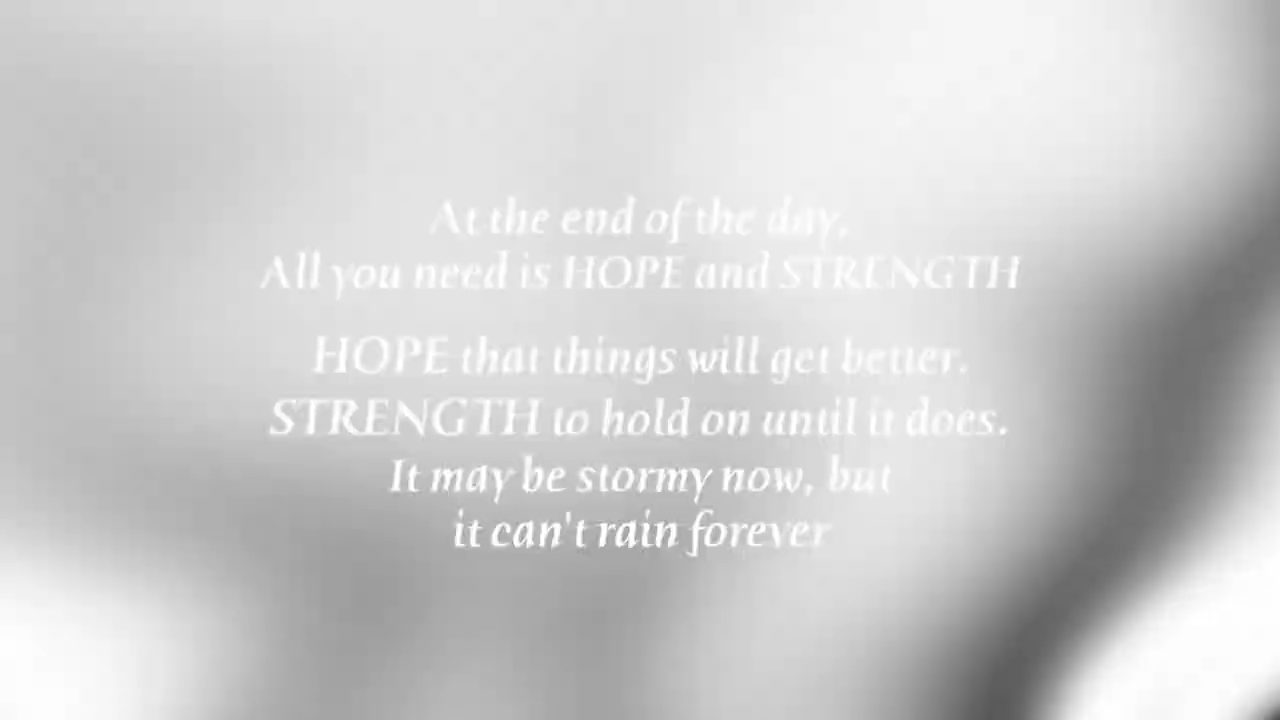 At the end of the day,
All you need is HOPE and STRENGTH
HOPE that things will get better.
STRENGTH to hold on until it does.
It may be stormy now, but
it can't rain forever